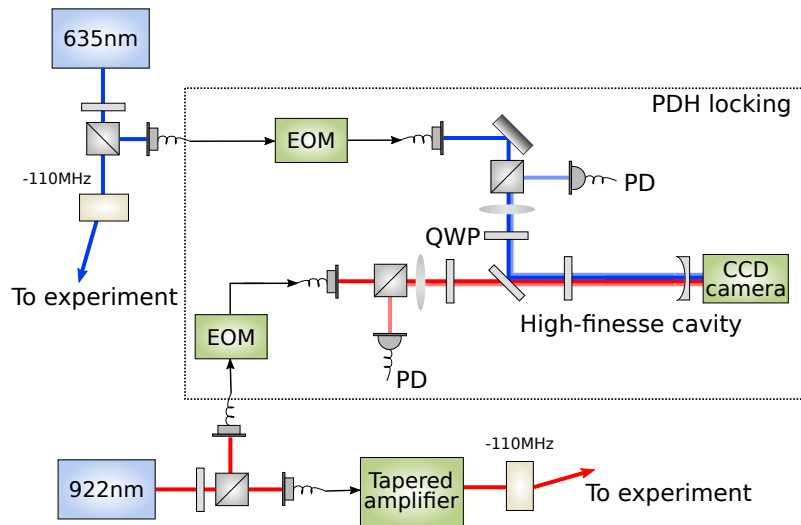 635nm
PDH locking
EOM
-110MHz
PD
QWP
To experiment
CCD
camera
High-finesse cavity
EOM
PD
-110MHz
922nm
Tapered
amplifier
To experiment